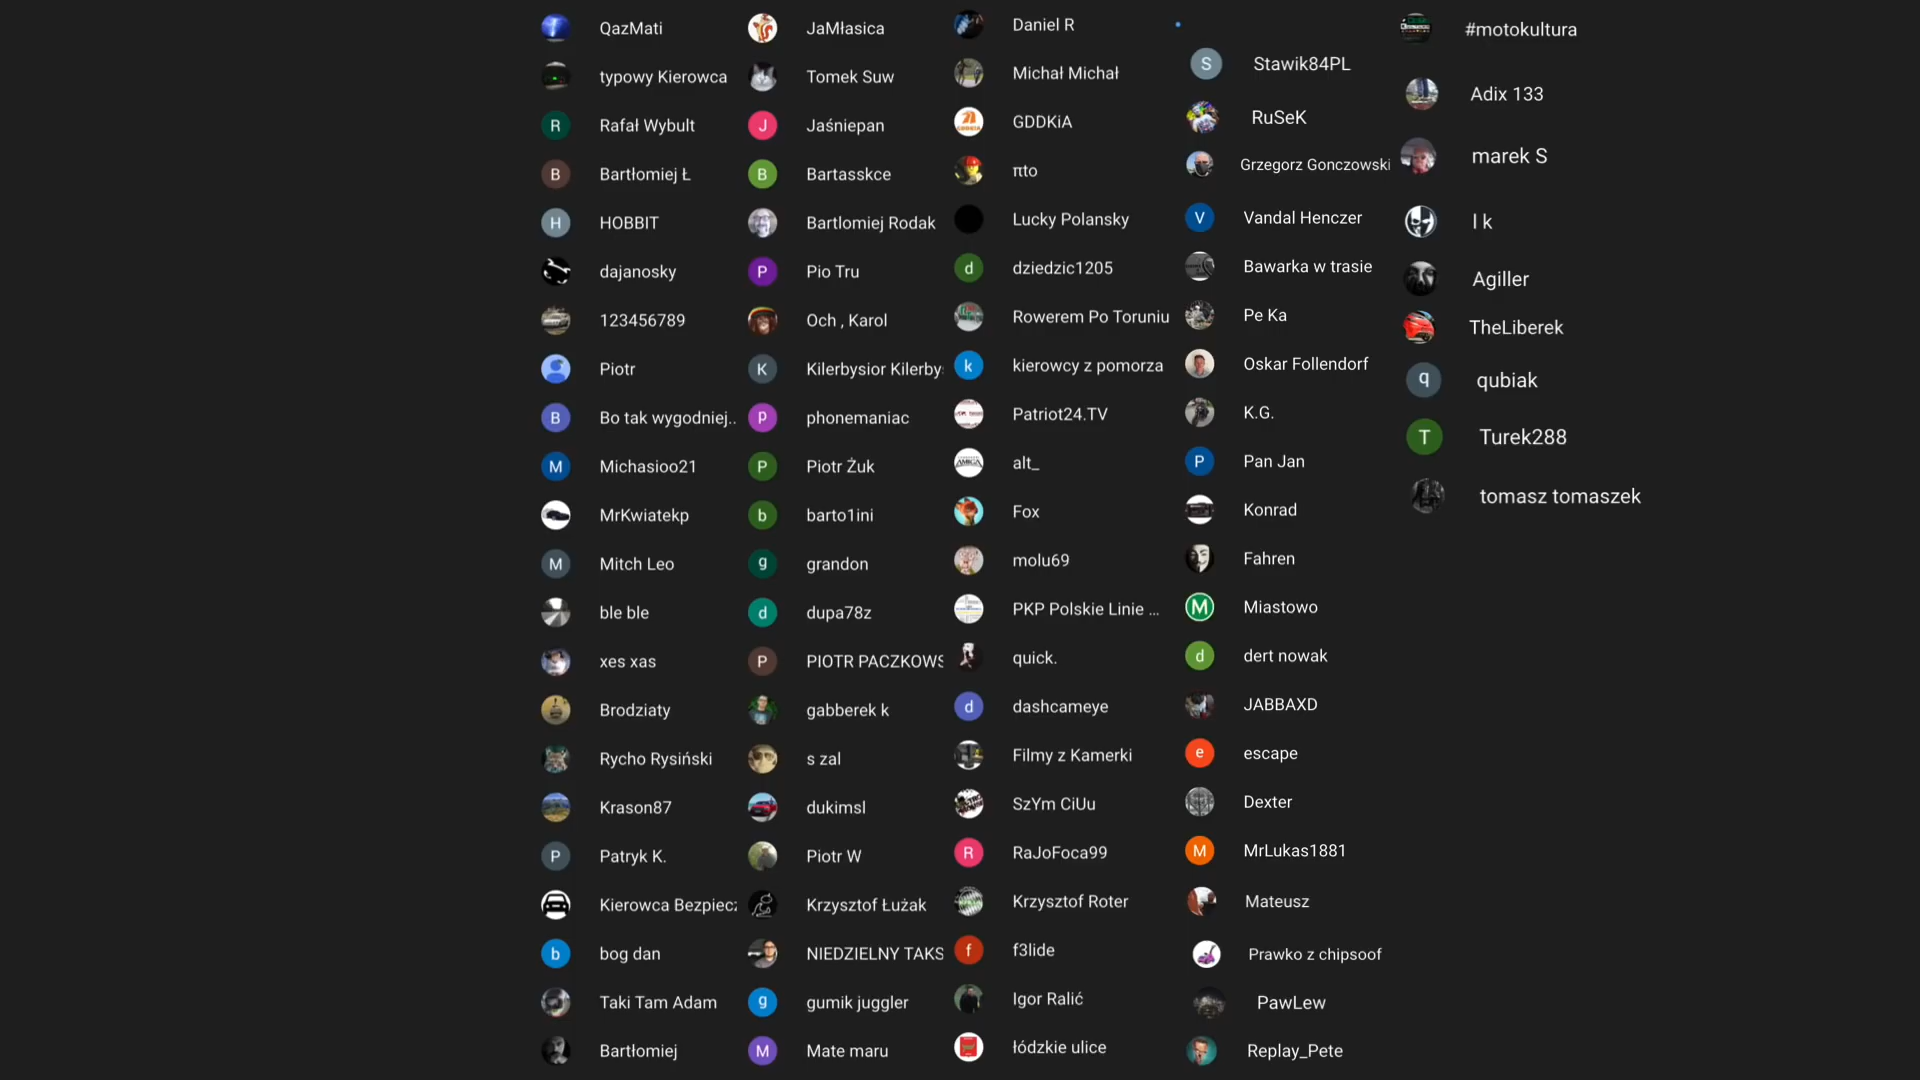 QazMati
typowy Kierowca
R Rafał Wybult
B Bartłomiej Ł
H HOBBIT
dajanosky
123456789
Piotr
B Bo tak wygodniej..
M Michasioo21
MrKwiatekp
M Mitch Leo
ble ble
xes xas
Brodziaty
Rycho Rysiński
Krason87
P Patryk K.
Kierowca Bezpiecz
b bog dan
Taki Tam Adam
Bartłomiej
JaMłasica
Tomek Suw
J Jaśniepan
B Bartasskce
Bartlomiej Rodak
P Pio Tru
Och , Karol
K Kilerbysior Kilerbys
p phonemaniac
P Piotr Żuk
b barto1ini
g grandon
d dupa78z
P PIOTR PACZKOWS
gabberek k
s zal
dukimsl
Piotr W
Krzysztof Łużak
NIEDZIELNY TAKS
g gumik juggler
M Mate maru
Daniel R
Michał Michał
GDDKiA
πto
Lucky Polansky
d dziedzic1205
Rowerem Po Toruniu
k kierowcy z pomorza
Patriot24.TV
alt_
Fox
molu69
PKP Polskie Linie ...
quick.
d dashcameye
Filmy z Kamerki
SzYm CiUu
R RaJoFoca99
Krzysztof Roter
f f3lide
Igor Ralić
łódzkie ulice
S Stawik84PL
RuSeK
Grzegorz Gonczowski
V Vandal Henczer
Bawarka w trasie
Pe Ka
Oskar Follendorf
K.G.
P Pan Jan
Konrad
Fahren
M Miastowo
d dert nowak
JABBAXD
e escape
Dexter
M MrLukas1881
Mateusz
Prawko z chipsoof
PawLew
Replay_Pete
#motokultura
Adix 133
marek S
l k
Agiller
TheLiberek
q qubiak
T Turek288
tomasz tomaszek